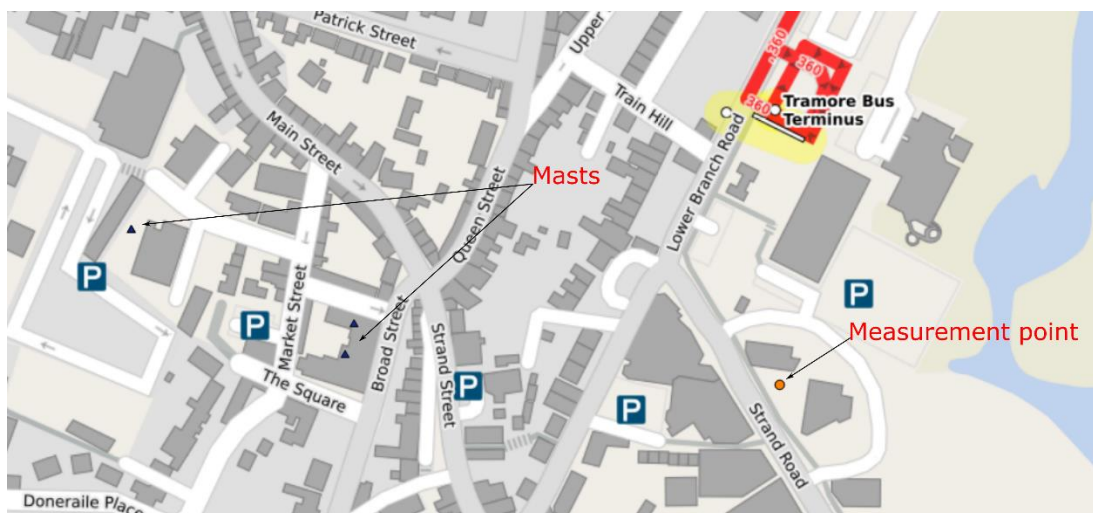 Patrick Street
Upper
360
360
Tramore Bus
Terminus
360
Train Hill
Main Street
Masts
Queen Street
Lower Branch Road
P
P
Market Street
Broad Street
P
Measurement point
The Square
Strand Street
P
P
Strand Road
Doneraile Place